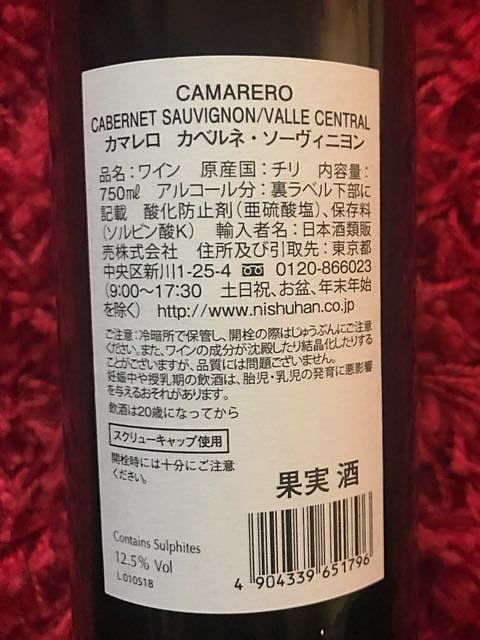 CAMARERO
CABERNET SAUVIGNON/VALLE CENTRAL
カマレロ カベルネ・ソーヴィニヨン
品名：ワイン 原産国：チリ 内容量：
750㎖ アルコール分：裏ラベル下部に
記載 酸化防止剤(亜硫酸塩)、保存料
(ソルビン酸K) 輸入者名：日本酒類販
売株式会社 住所及び引取先：東京都
中央区新川1-25-4 0120-866023
(9:00〜17:30 土日祝、お盆、年末年始
を除く) http://www.nishuhan.co.jp
ご注意：冷暗所で保管し、開栓の際はじゅうぶんにご注意
ください。また、ワインの成分が沈殿したり結晶化したりする
ことがございますが、品質には問題ございません。
妊娠中や授乳期の飲酒は、胎児・乳児の発育に悪影響
を与えるおそれがあります。
飲酒は20歳になってから
スクリューキャップ使用
開栓時には十分にご注意
ください。
果実酒
Contains Sulphites
12.5% Vol
L010518
4 904339 651796